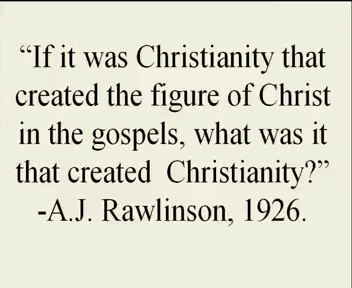 “If it was Christianity that
created the figure of Christ
in the gospels, what was it
that created  Christianity?”
-A.J. Rawlinson, 1926.